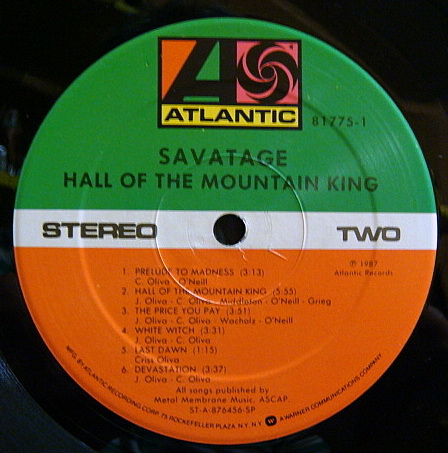 ATLANTIC
81775-1
SAVATAGE
HALL OF THE MOUNTAIN KING
STEREO
TWO
℗ 1987
Atlantic Records
1. PRELUDE TO MADNESS (3:13)
C. Oliva - O'Neill
2. HALL OF THE MOUNTAIN KING (5:55)
J. Oliva - C. Oliva - Middleton - O'Neill - Grieg
3. THE PRICE YOU PAY (3:51)
J. Oliva - C. Oliva - Wacholz - O'Neill
4. WHITE WITCH (3:31)
J. Oliva - C. Oliva
5. LAST DAWN (1:15)
Criss Oliva
6. DEVASTATION (3:37)
J. Oliva - C. Oliva
All songs published by
Metal Membrane Music, ASCAP.
ST-A-876456-SP
MFG. BY ATLANTIC RECORDING CORP. 75 ROCKEFELLER PLAZA, N.Y. N.Y. W A WARNER COMMUNICATIONS COMPANY